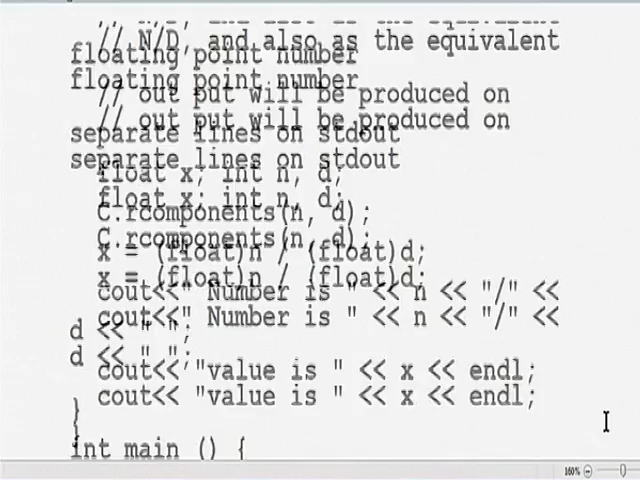 // N/D, and also as the equivalent
floating point number
floating point number
// out put will be produced on
// out put will be produced on
separate lines on stdout
separate lines on stdout
float x; int n, d;
float x; int n, d;
C.rcomponents(n, d);
C.rcomponents(n, d);
x = (float)n / (float)d;
x = (float)n / (float)d;
cout<<" Number is " << n << "/" <<
cout<<" Number is " << n << "/" <<
d << " ";
d << " ";
cout<< "value is " << x << endl;
cout<< "value is " << x << endl;
}
int main () {
160%